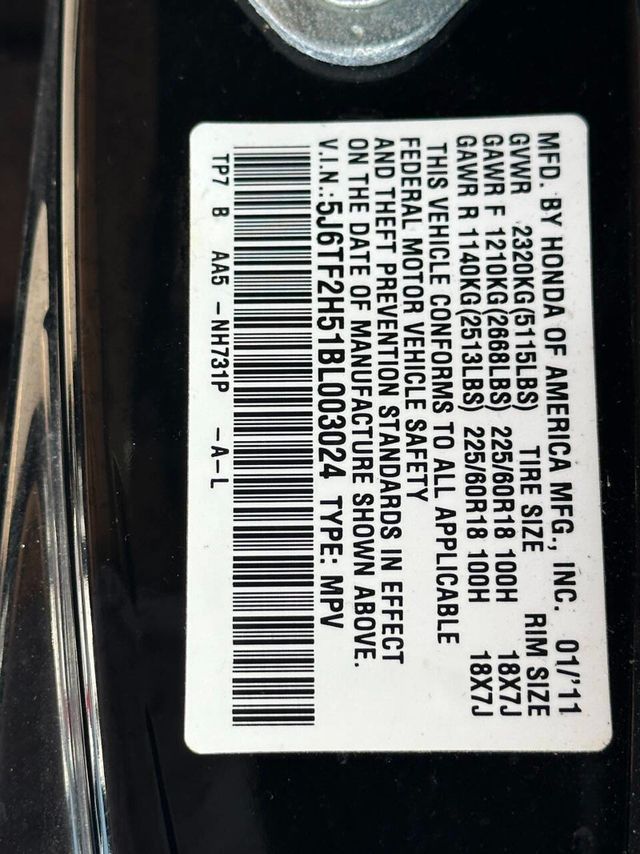 MFD. BY HONDA OF AMERICA MFG., INC. 01/'11
GVWR 2320KG(5115LBS) TIRE SIZE RIM SIZE
GAWR F 1210KG(2668LBS) 225/60R18 100H 18X7J
GAWR R 1140KG(2513LBS) 225/60R18 100H 18X7J
THIS VEHICLE CONFORMS TO ALL APPLICABLE
FEDERAL MOTOR VEHICLE SAFETY
AND THEFT PREVENTION STANDARDS IN EFFECT
ON THE DATE OF MANUFACTURE SHOWN ABOVE.
V.I.N.:5J6TF2H51BL003024 TYPE: MPV
TP7 B AA5 -NH731P -A-L